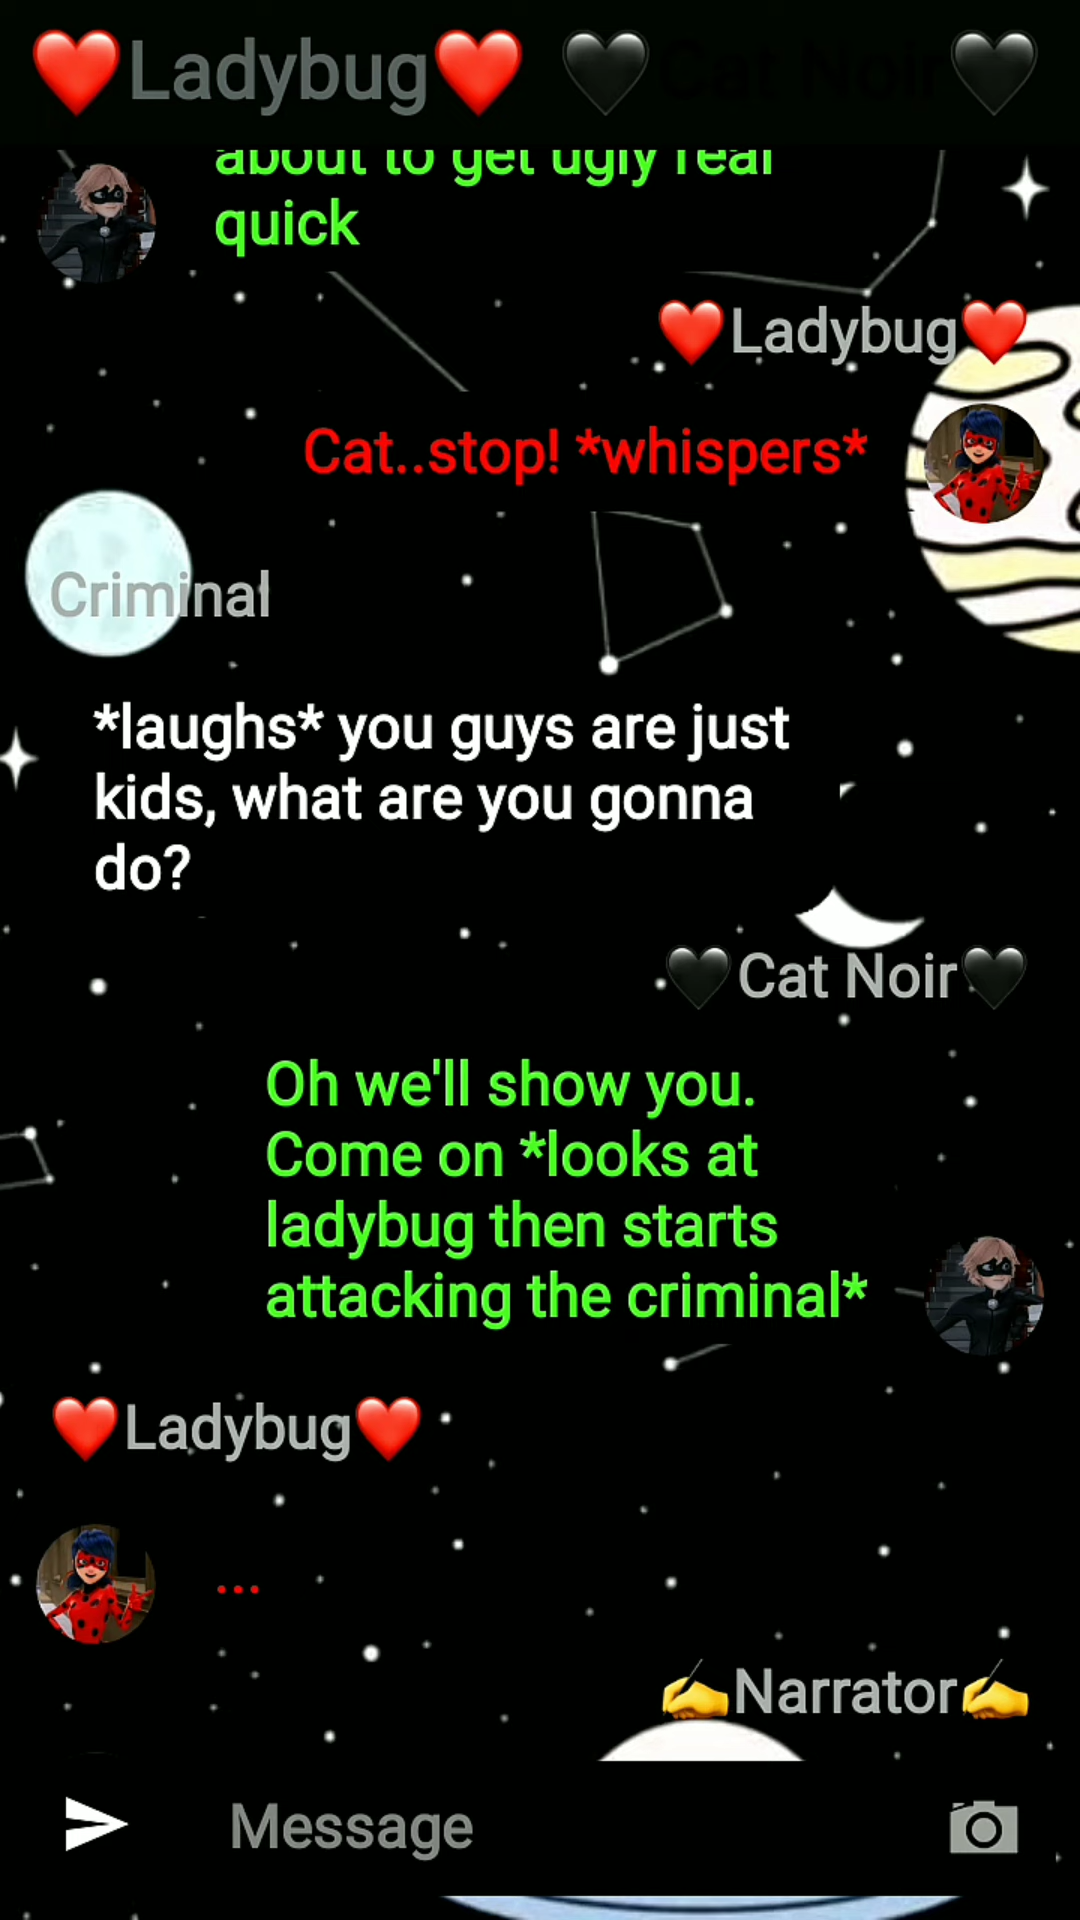 ❤️Ladybug❤️ 🖤Cat Noir🖤
about to get ugly real
quick
❤️Ladybug❤️
Cat..stop! *whispers*
Criminal
*laughs* you guys are just
kids, what are you gonna
do?
🖤Cat Noir🖤
Oh we'll show you.
Come on *looks at
ladybug then starts
attacking the criminal*
❤️Ladybug❤️
...
✍️Narrator✍️
Message